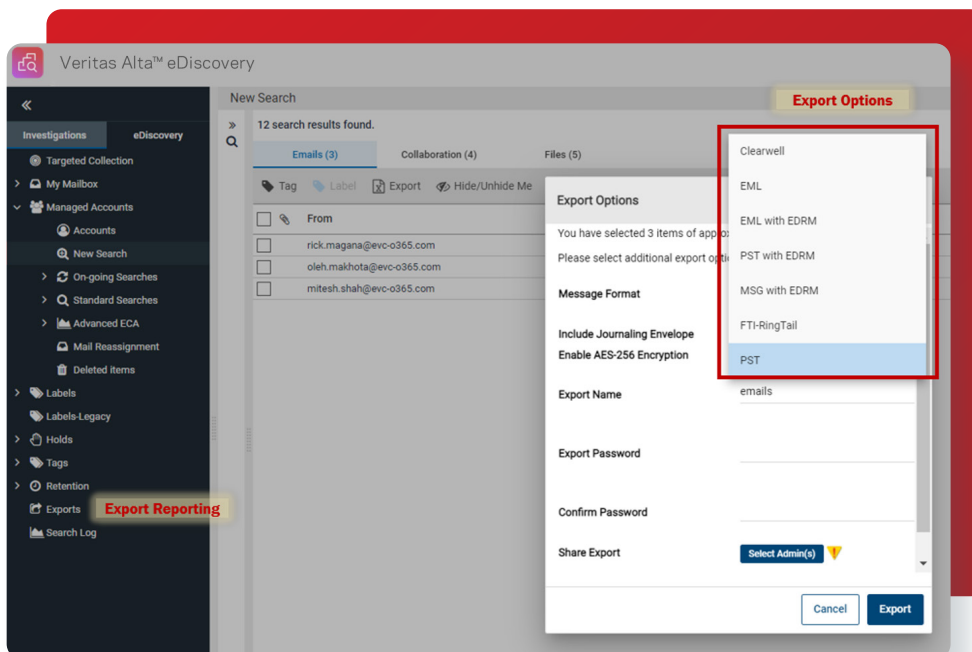 Veritas Alta™ eDiscovery
New Search
Export Options
Investigations
eDiscovery
Targeted Collection
My Mailbox
Managed Accounts
Accounts
New Search
On-going Searches
Standard Searches
Advanced ECA
Mail Reassignment
Deleted items
Labels
Labels-Legacy
Holds
Tags
Retention
Exports
Export Reporting
Search Log
12 search results found.
Emails (3)
Collaboration (4)
Files (5)
Tag
Label
Export
Hide/Unhide Me
From
rick.magana@evc-o365.com
oleh.makhota@evc-o365.com
mitesh.shah@evc-o365.com
Export Options
You have selected 3 items of appro
Please select additional export opti
Message Format
Clearwell
EML
EML with EDRM
PST with EDRM
MSG with EDRM
FTI-RingTail
PST
Include Journaling Envelope
Enable AES-256 Encryption
Export Name
emails
Export Password
Confirm Password
Share Export
Select Admin(s)
Cancel
Export